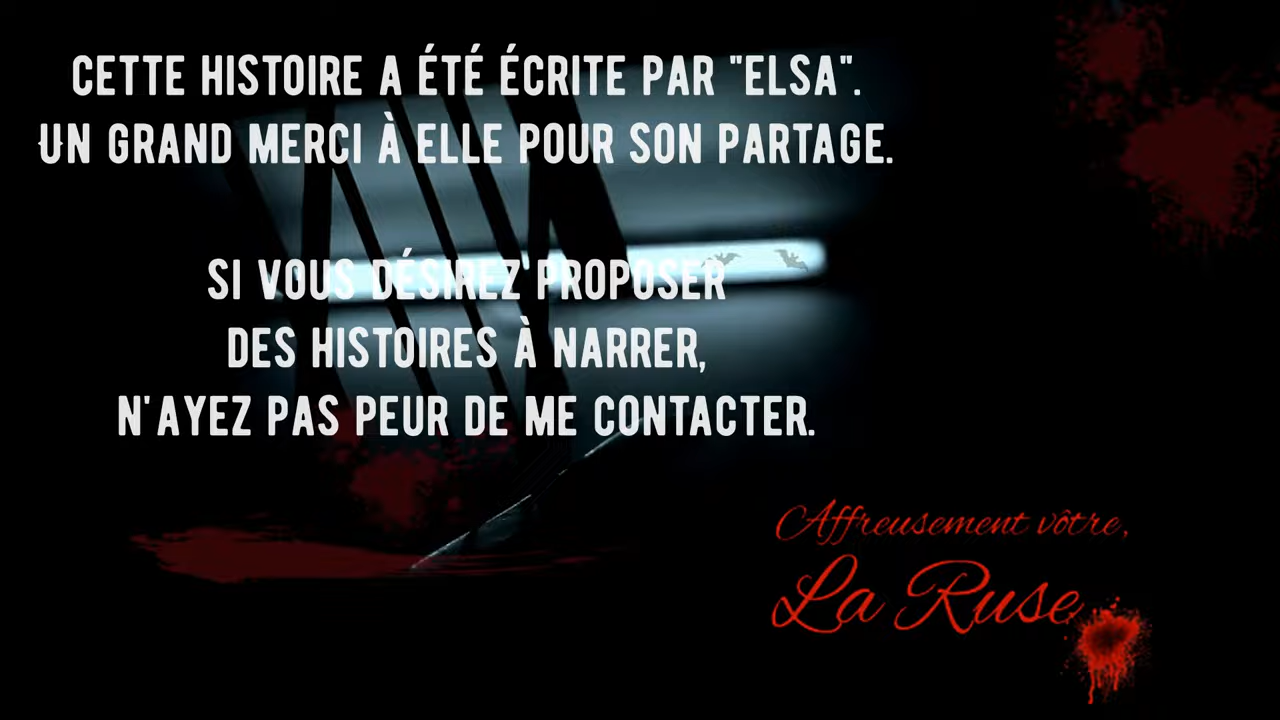 CETTE HISTOIRE A ÉTÉ ÉCRITE PAR "ELSA".
UN GRAND MERCI À ELLE POUR SON PARTAGE.
SI VOUS DÉSIREZ PROPOSER
DES HISTOIRES À NARRER,
N'AYEZ PAS PEUR DE ME CONTACTER.
Affreusement vôtre,
La Ruse